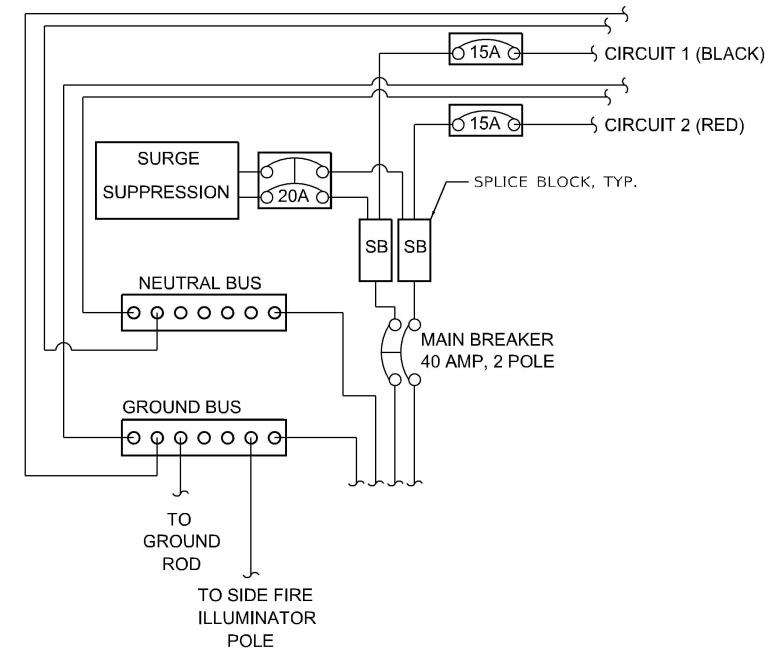 15A
CIRCUIT 1 (BLACK)
15A
CIRCUIT 2 (RED)
SURGE
SUPPRESSION
20A
SPLICE BLOCK, TYP.
SB
SB
NEUTRAL BUS
MAIN BREAKER
40 AMP, 2 POLE
GROUND BUS
TO
GROUND
ROD
TO SIDE FIRE
ILLUMINATOR
POLE